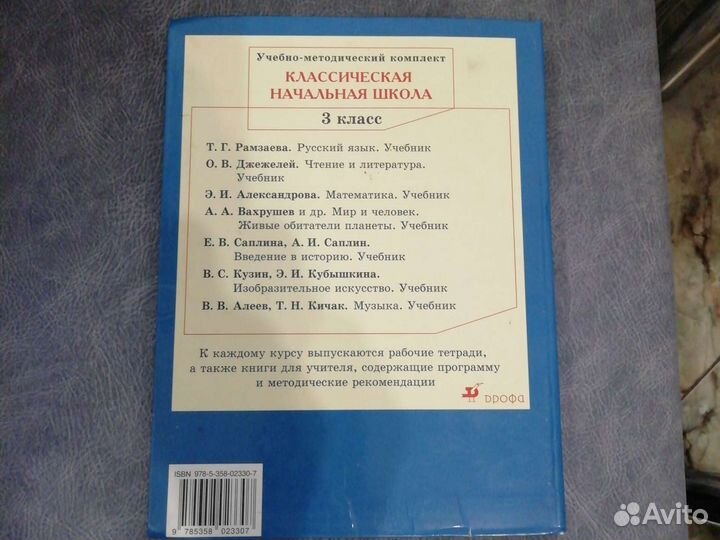 Учебно-методический комплект
КЛАССИЧЕСКАЯ
НАЧАЛЬНАЯ ШКОЛА
3 класс
Т. Г. Рамзаева. Русский язык. Учебник
О. В. Джежелей. Чтение и литература.
Учебник
Э. И. Александрова. Математика. Учебник
А. А. Вахрушев и др. Мир и человек.
Живые обитатели планеты. Учебник
Е. В. Саплина, А. И. Саплин.
Введение в историю. Учебник
В. С. Кузин, Э. И. Кубышкина.
Изобразительное искусство. Учебник
В. В. Алеев, Т. Н. Кичак. Музыка. Учебник
К каждому курсу выпускаются рабочие тетради,
а также книги для учителя, содержащие программу
и методические рекомендации
дрофа
ISBN 978-5-358-02330-7
9 785358 023307
Avito